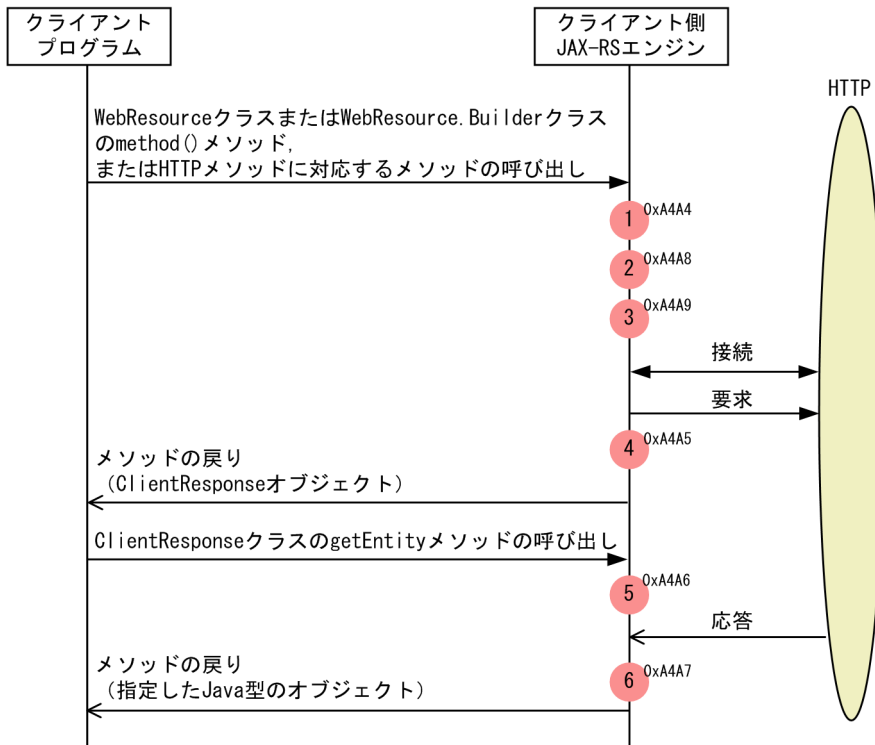 クライアント
プログラム
クライアント側
JAX-RSエンジン
HTTP
WebResourceクラスまたはWebResource.Builderクラス
のmethod()メソッド,
またはHTTPメソッドに対応するメソッドの呼び出し
1 0xA4A4
2 0xA4A8
3 0xA4A9
接続
要求
4 0xA4A5
メソッドの戻り
（ClientResponseオブジェクト）
ClientResponseクラスのgetEntityメソッドの呼び出し
5 0xA4A6
応答
メソッドの戻り
（指定したJava型のオブジェクト）
6 0xA4A7